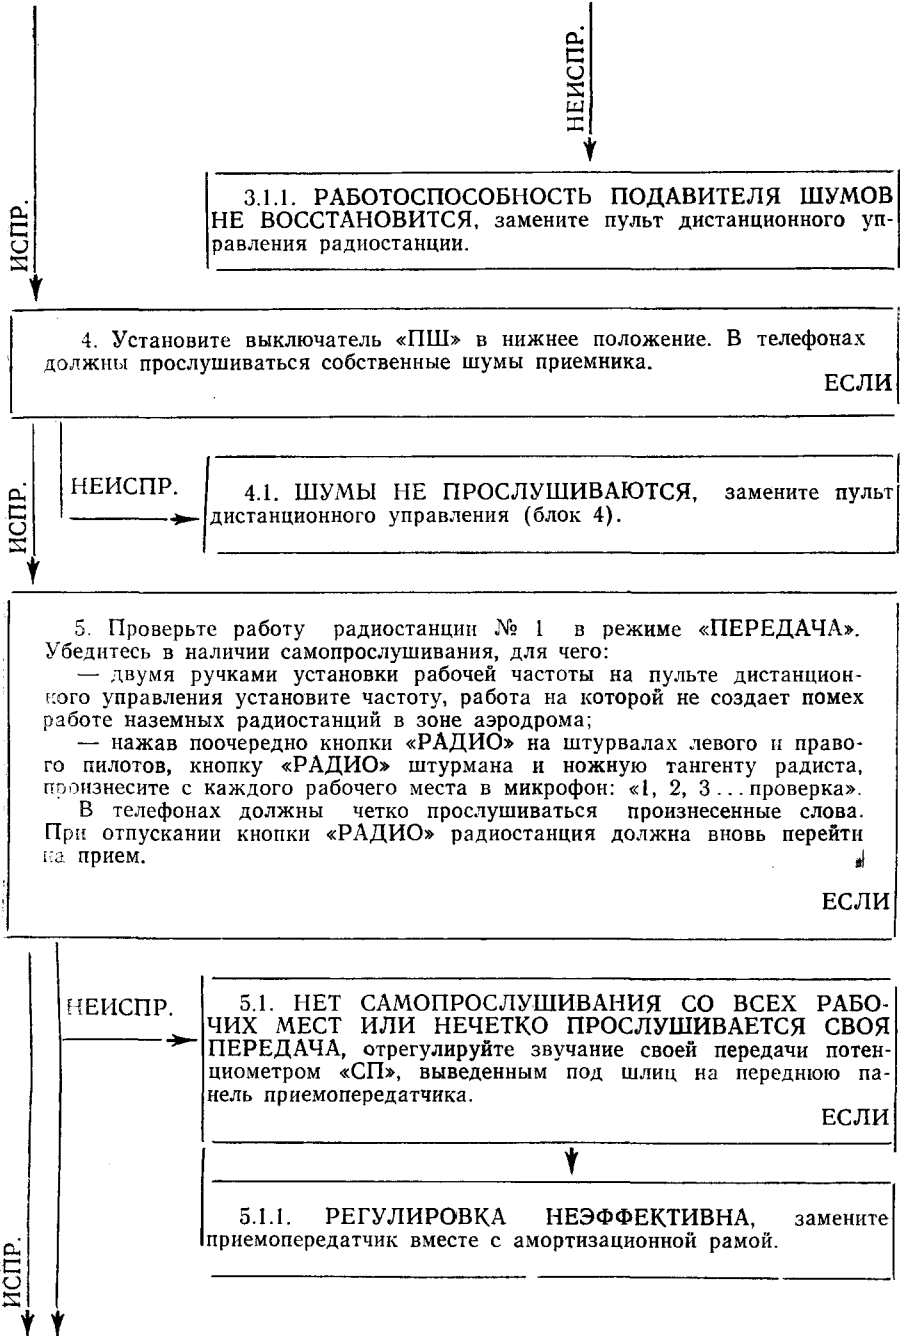 НЕИСПР.
ИСПР.
3.1.1. РАБОТОСПОСОБНОСТЬ ПОДАВИТЕЛЯ ШУМОВ
НЕ ВОССТАНОВИТСЯ, замените пульт дистанционного уп-
равления радиостанции.
4. Установите выключатель «ПШ» в нижнее положение. В телефонах
должны прослушиваться собственные шумы приемника.
ЕСЛИ
ИСПР.
НЕИСПР.
4.1. ШУМЫ НЕ ПРОСЛУШИВАЮТСЯ, замените пульт
дистанционного управления (блок 4).
5. Проверьте работу радиостанции № 1 в режиме «ПЕРЕДАЧА».
Убедитесь в наличии самопрослушивания, для чего:
— двумя ручками установки рабочей частоты на пульте дистанцион-
ного управления установите частоту, работа на которой не создает помех
работе наземных радиостанций в зоне аэродрома;
— нажав поочередно кнопки «РАДИО» на штурвалах левого и право-
го пилотов, кнопку «РАДИО» штурмана и ножную тангенту радиста,
произнесите с каждого рабочего места в микрофон: «1, 2, 3...проверка».
В телефонах должны четко прослушиваться произнесенные слова.
При отпускании кнопки «РАДИО» радиостанция должна вновь перейти
на прием.
ЕСЛИ
НЕИСПР.
5.1. НЕТ САМОПРОСЛУШИВАНИЯ СО ВСЕХ РАБО-
ЧИХ МЕСТ ИЛИ НЕЧЕТКО ПРОСЛУШИВАЕТСЯ СВОЯ
ПЕРЕДАЧА, отрегулируйте звучание своей передачи потен-
циометром «СП», выведенным под шлиц на переднюю па-
нель приемопередатчика.
ЕСЛИ
5.1.1. РЕГУЛИРОВКА НЕЭФФЕКТИВНА, замените
приемопередатчик вместе с амортизационной рамой.
ИСПР.